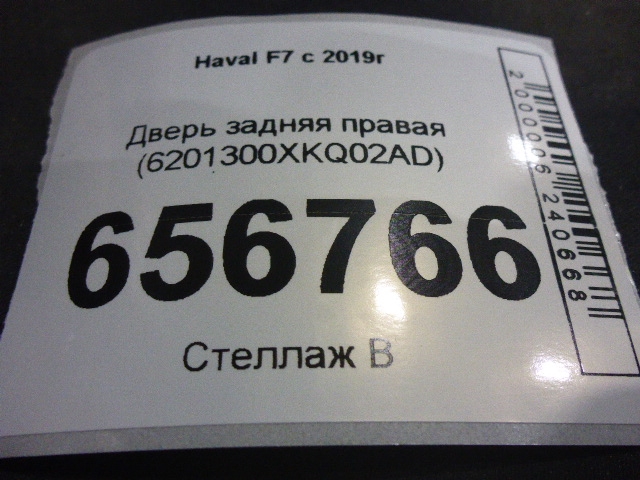 Haval F7 с 2019г
Дверь задняя правая
(6201300XKQ02AD)
656766
Стеллаж В
2000006240668